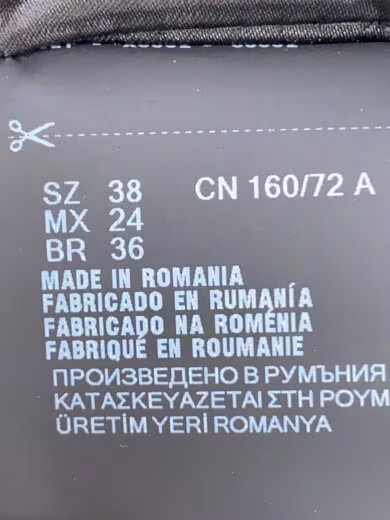 SZ 38 CN 160/72 A
MX 24
BR 36
MADE IN ROMANIA
FABRICADO EN RUMANÍA
FABRICADO NA ROMÉNIA
FABRIQUÉ EN ROUMANIE
ПРОИЗВЕДЕНО В РУМЪНИЯ
ΚΑΤΑΣΚΕΥΑΖΕΤΑΙ ΣΤΗ ΡΟΥΜ
ÜRETİM YERİ ROMANYA